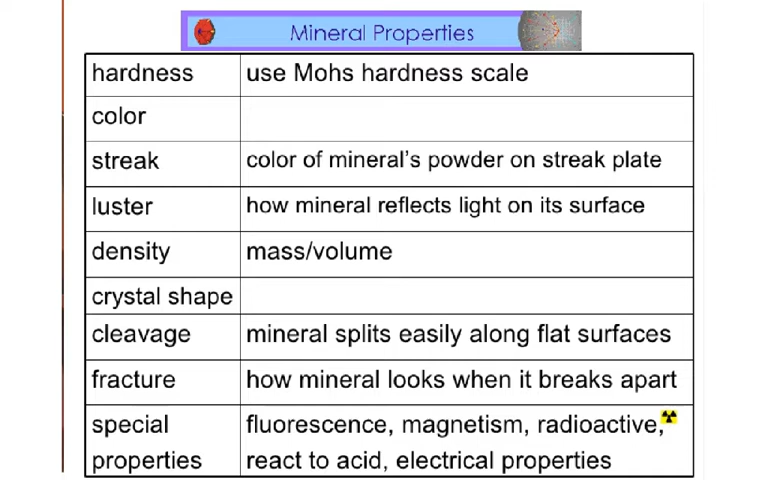 Mineral Properties
hardness use Mohs hardness scale
color
streak color of mineral's powder on streak plate
luster how mineral reflects light on its surface
density mass/volume
crystal shape
cleavage mineral splits easily along flat surfaces
fracture how mineral looks when it breaks apart
special fluorescence, magnetism, radioactive,
properties react to acid, electrical properties